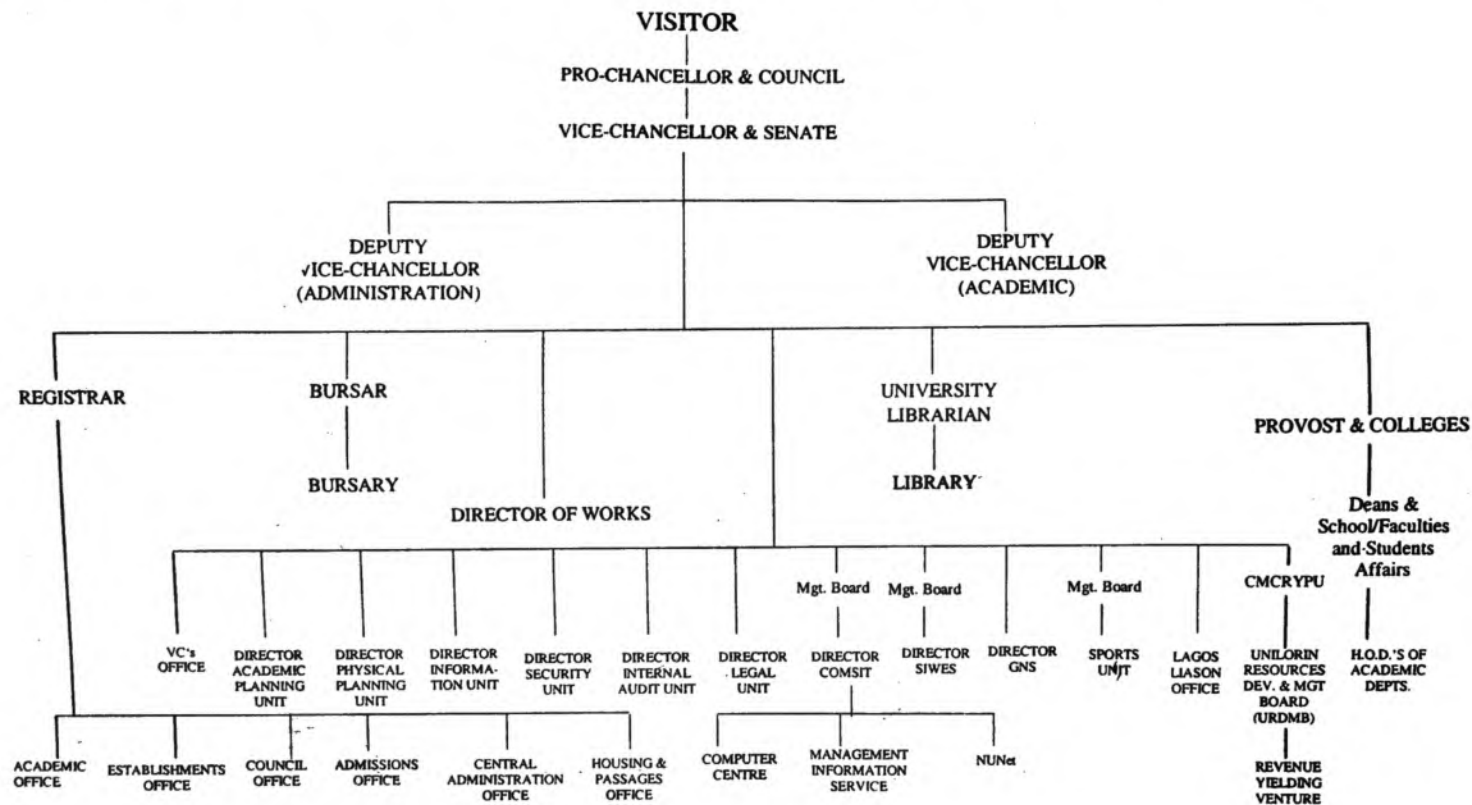 VISITOR
PRO-CHANCELLOR & COUNCIL
VICE-CHANCELLOR & SENATE
DEPUTY
VICE-CHANCELLOR
(ADMINISTRATION)
DEPUTY
VICE-CHANCELLOR
(ACADEMIC)
REGISTRAR
BURSAR
UNIVERSITY
LIBRARIAN
PROVOST & COLLEGES
BURSARY
LIBRARY
DIRECTOR OF WORKS
Deans &
School/Faculties
and Students
Affairs
Mgt. Board
Mgt. Board
Mgt. Board
CMCRYPU
VC's
OFFICE
DIRECTOR
ACADEMIC
PLANNING
UNIT
DIRECTOR
PHYSICAL
PLANNING
UNIT
DIRECTOR
INFORMA-
TION UNIT
DIRECTOR
SECURITY
UNIT
DIRECTOR
INTERNAL
AUDIT UNIT
DIRECTOR
LEGAL
UNIT
DIRECTOR
COMSIT
DIRECTOR
SIWES
DIRECTOR
GNS
SPORTS
UNIT
LAGOS
LIASON
OFFICE
UNILORIN
RESOURCES
DEV. & MGT
BOARD
(URDMB)
H.O.D.'S OF
ACADEMIC
DEPTS.
ACADEMIC
OFFICE
ESTABLISHMENTS
OFFICE
COUNCIL
OFFICE
ADMISSIONS
OFFICE
CENTRAL
ADMINISTRATION
OFFICE
HOUSING &
PASSAGES
OFFICE
COMPUTER
CENTRE
MANAGEMENT
INFORMATION
SERVICE
NUNet
REVENUE
YIELDING
VENTURE